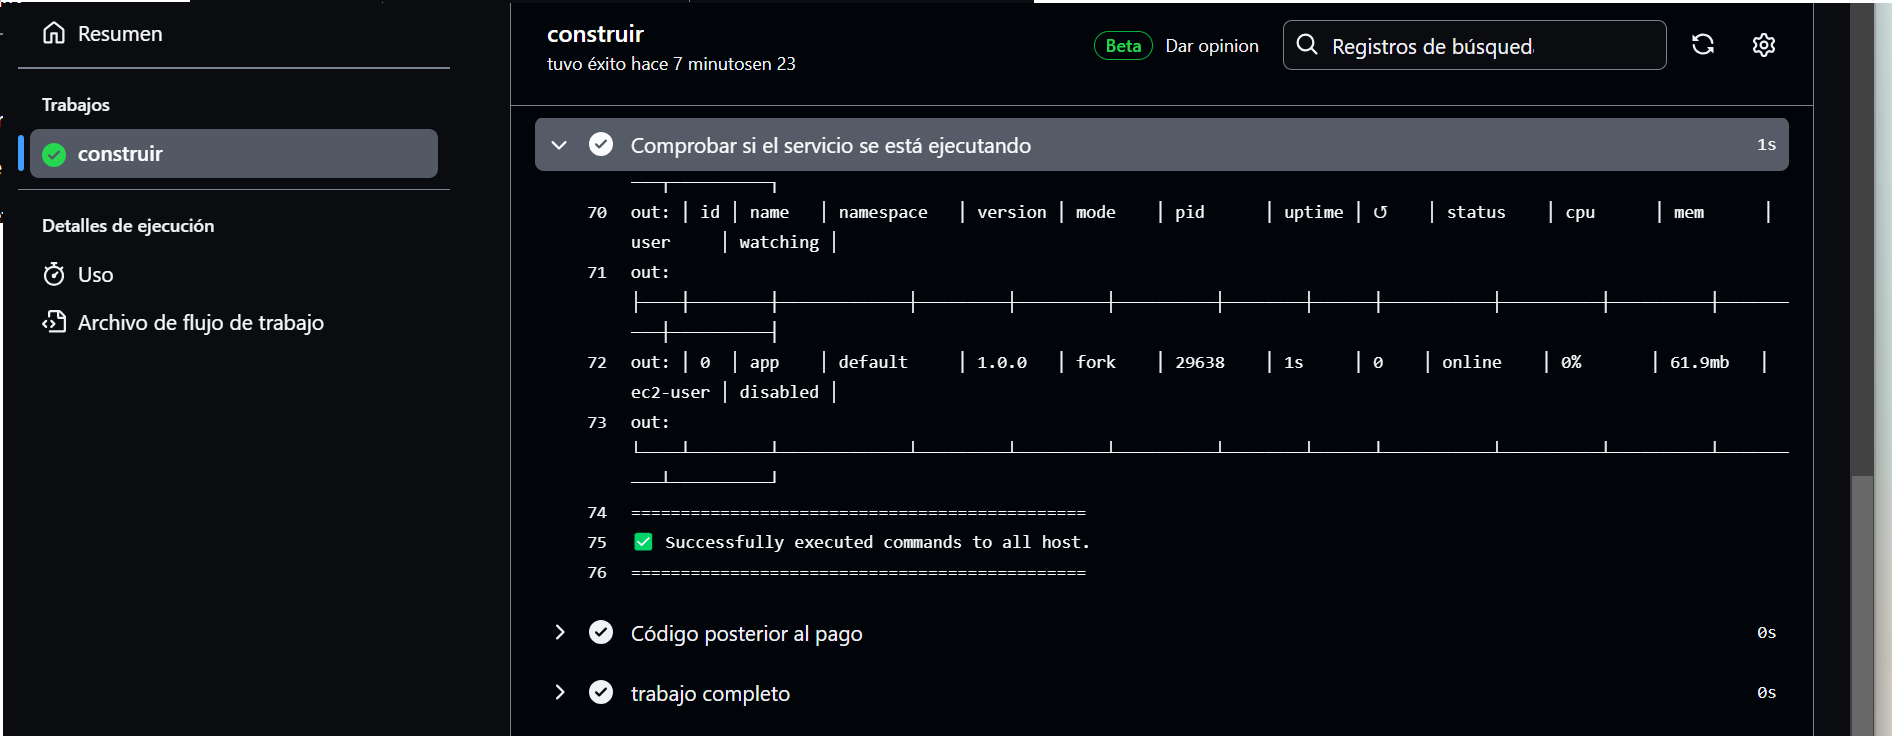 Resumen
Trabajos
construir
Detalles de ejecución
Uso
Archivo de flujo de trabajo
construir
tuvo éxito hace 7 minutosen 23
Beta
Dar opinion
Registros de búsqued
Comprobar si el servicio se está ejecutando
1s
70 out: │ id │ name │ namespace │ version │ mode │ pid │ uptime │ ↺ │ status │ cpu │ mem │
user │ watching │
71 out:
72 out: │ 0 │ app │ default │ 1.0.0 │ fork │ 29638 │ 1s │ 0 │ online │ 0% │ 61.9mb │
ec2-user │ disabled │
73 out:
74 ==============================================
75 ✅ Successfully executed commands to all host.
76 ==============================================
Código posterior al pago
0s
trabajo completo
0s